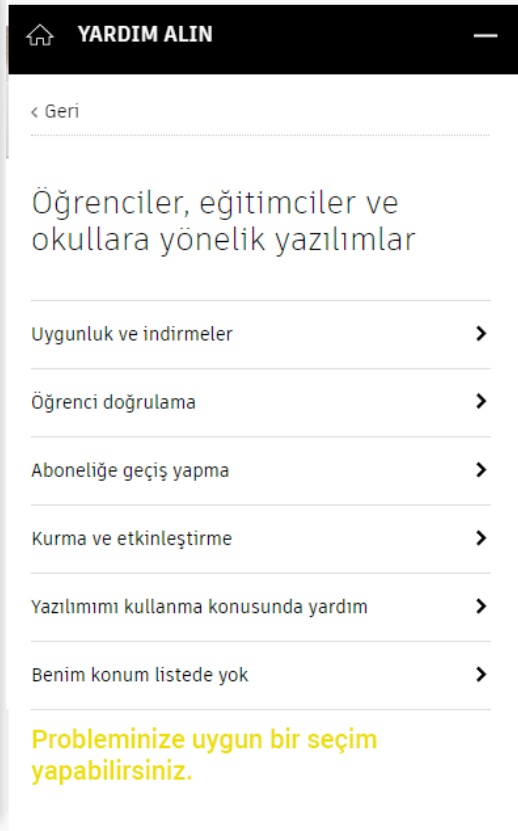 YARDIM ALIN
‹ Geri
Öğrenciler, eğitimciler ve
okullara yönelik yazılımlar
Uygunluk ve indirmeler
Öğrenci doğrulama
Aboneliğe geçiş yapma
Kurma ve etkinleştirme
Yazılımımı kullanma konusunda yardım
Benim konum listede yok
Probleminize uygun bir seçim
yapabilirsiniz.